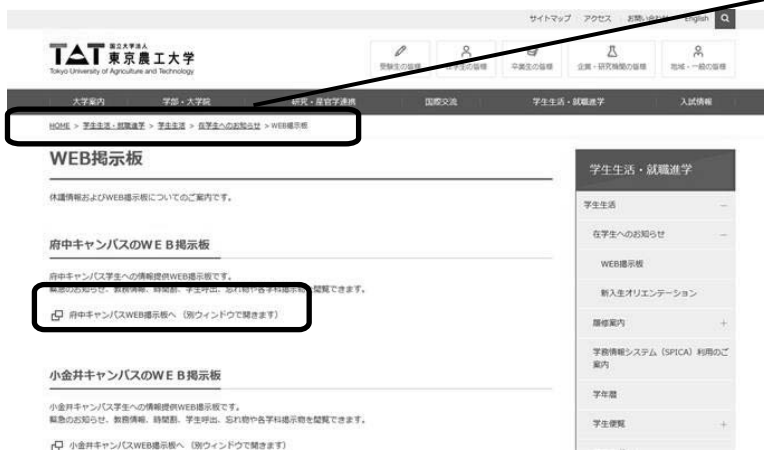 サイトマップ アクセス お問い合わせ English
国立大学法人
TAT 東京農工大学
Tokyo University of Agriculture and Technology
受験生の皆様 在学生の皆様 卒業生の皆様 企業・研究機関の皆様 地域・一般の皆様
大学案内 学部・大学院 研究・産官学連携 国際交流 学生生活・就職進学 入試情報
HOME > 学生生活・就職進学 > 学生生活 > 在学生へのお知らせ > WEB掲示板
WEB掲示板
休講情報およびWEB掲示板についてのご案内です。
府中キャンパスのＷＥＢ掲示板
府中キャンパス学生への情報提供WEB掲示板です。
緊急のお知らせ、教務情報、時間割、学生呼出、忘れ物や各学科掲示物を閲覧できます。
府中キャンパスWEB掲示板へ（別ウィンドウで開きます）
小金井キャンパスのＷＥＢ掲示板
小金井キャンパス学生への情報提供WEB掲示板です。
緊急のお知らせ、教務情報、時間割、学生呼出、忘れ物や各学科掲示物を閲覧できます。
小金井キャンパスWEB掲示板へ（別ウィンドウで開きます）
学生生活・就職進学
学生生活
在学生へのお知らせ
WEB掲示板
新入生オリエンテーション
履修案内
学務情報システム（SPICA）利用のご
案内
学年暦
学生便覧